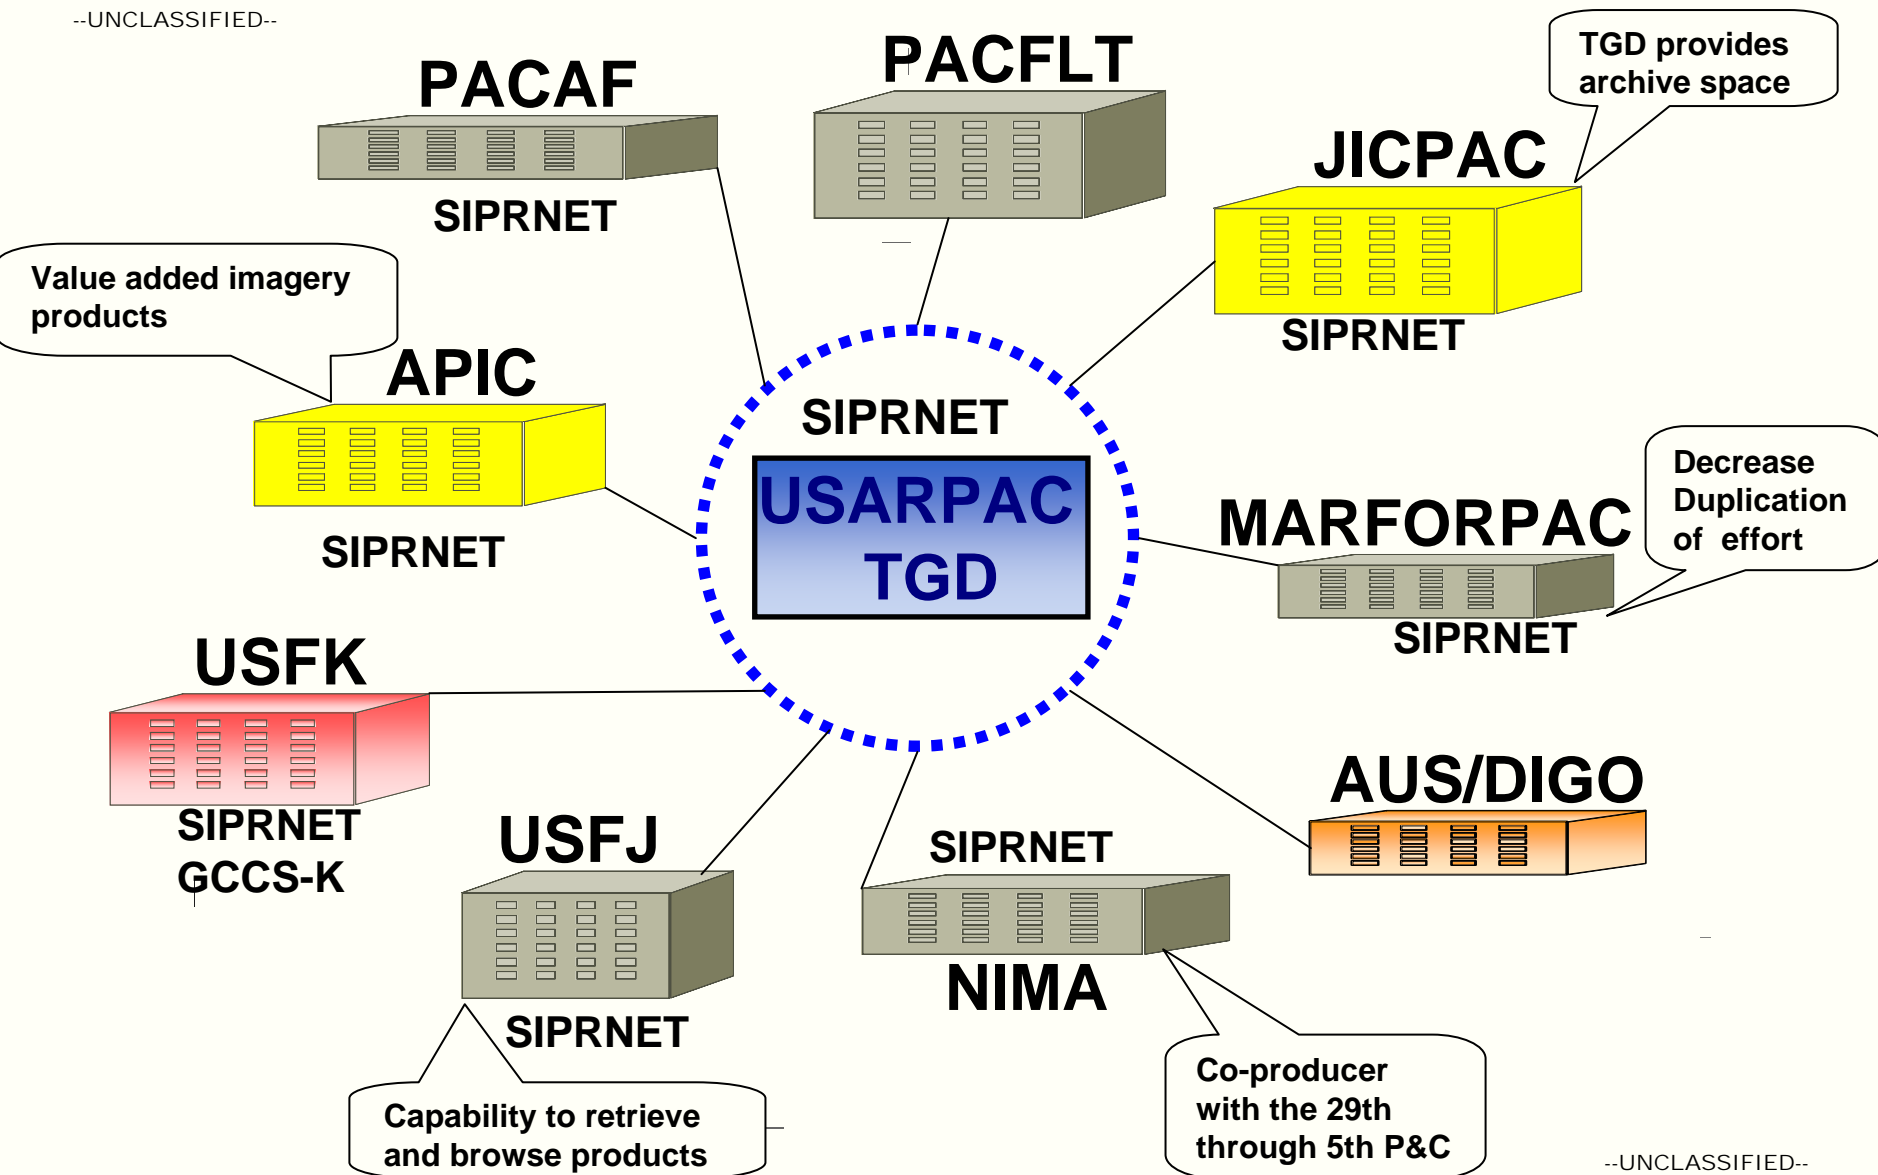 --UNCLASSIFIED--
PACAF
SIPRNET
PACFLT
TGD provides
archive space
JICPAC
SIPRNET
Value added imagery
products
APIC
SIPRNET
SIPRNET
USARPAC
TGD
MARFORPAC
SIPRNET
Decrease
Duplication
of effort
USFK
SIPRNET
GCCS-K
USFJ
SIPRNET
Capability to retrieve
and browse products
SIPRNET
NIMA
Co-producer
with the 29th
through 5th P&C
AUS/DIGO
--UNCLASSIFIED--